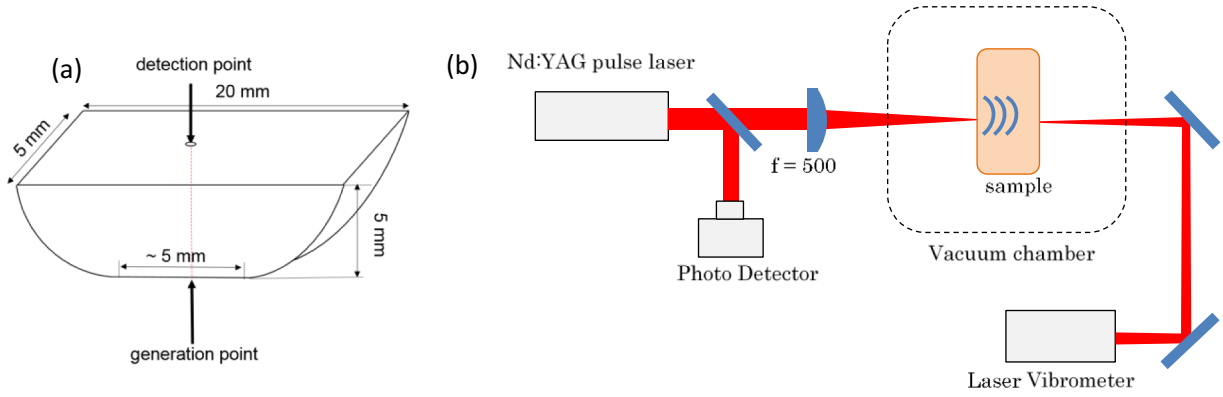 (a)
detection point
20 mm
5 mm
5 mm
~ 5 mm
generation point
(b)
Nd:YAG pulse laser
f = 500
Photo Detector
sample
Vacuum chamber
Laser Vibrometer